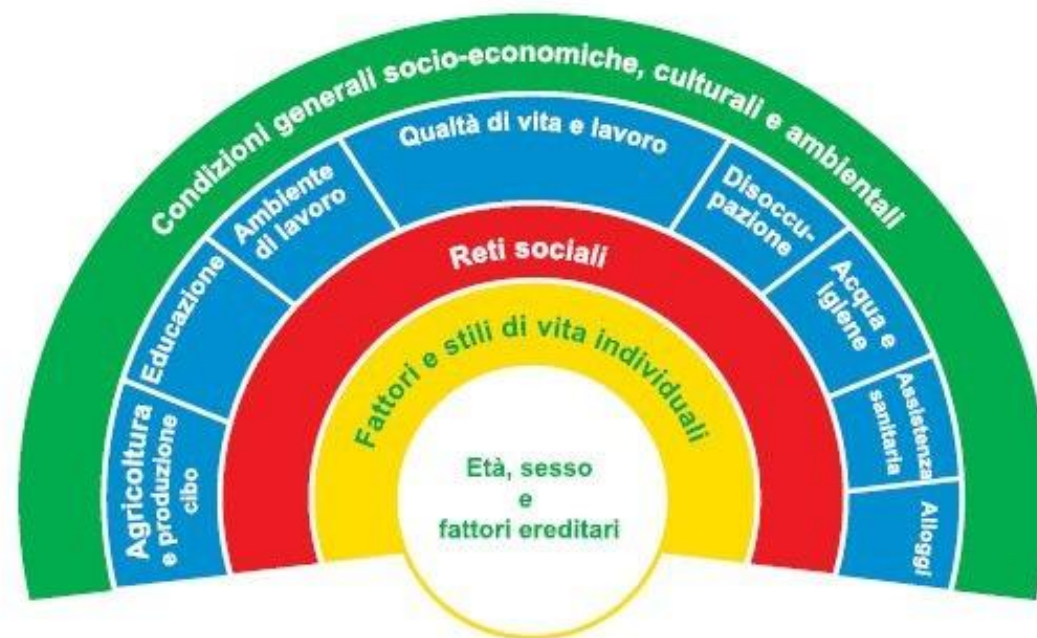 Condizioni generali socio-economiche, culturali e ambientali
Agricoltura
e produzione
cibo
Educazione
Ambiente
di lavoro
Qualtà di vita e lavoro
Disoccu-
pazione
Acqua e
igiene
Assistenza
sanitaria
Alloggi
Reti sociali
Fattori e stili di vita individuali
Età, sesso
e
fattori ereditari